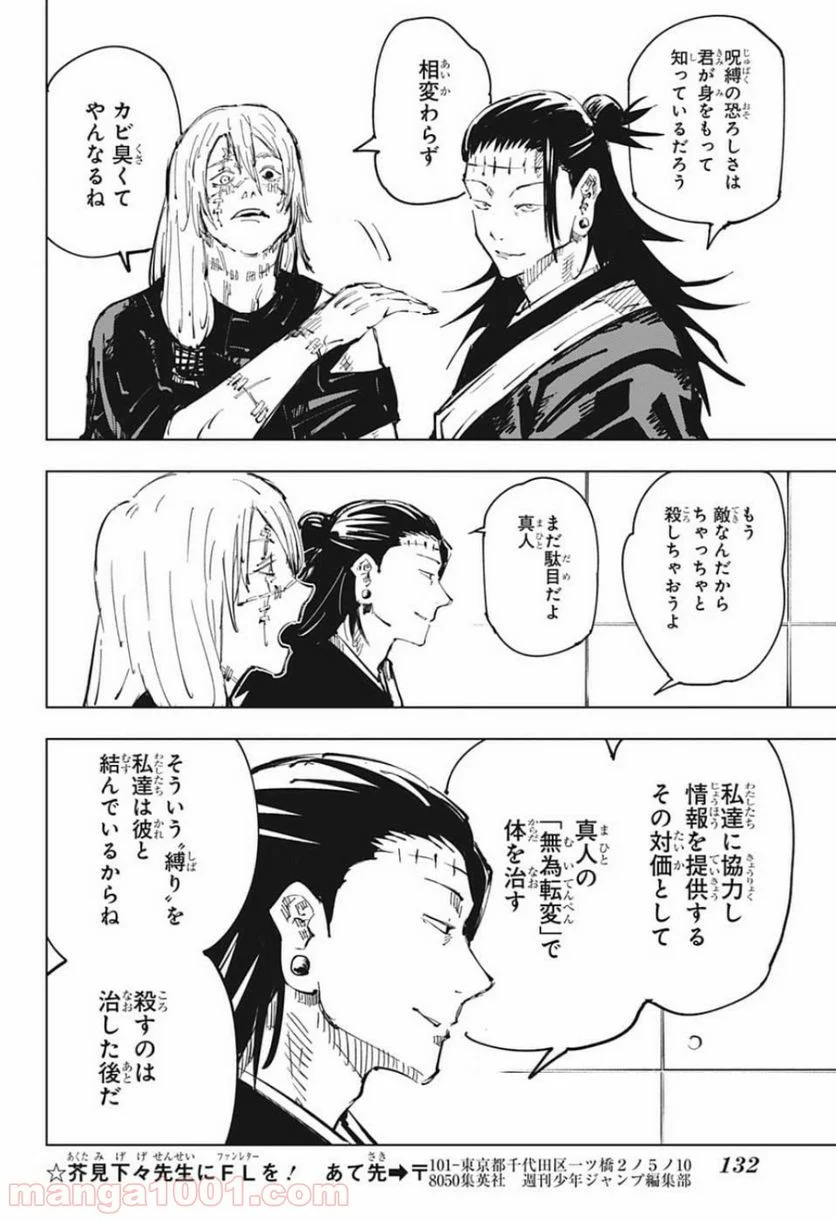 呪縛の恐ろしさは
君が身をもって
知っているだろう
相変わらず
カビ臭くて
やんなるね
もう
敵なんだから
ちゃっちゃと
殺しちゃおうよ
まだ駄目だよ
真人
私達に協力し
情報を提供する
その対価として
真人の
「無為転変」で
体を治す
そういう〝縛り〟を
私達は彼と
結んでいるからね
殺すのは
治した後だ
☆芥見下々先生にFLを! あて先➡〒
101-東京都千代田区一ツ橋2ノ5ノ10
8050集英社 週刊少年ジャンプ編集部
132
manga1001.com